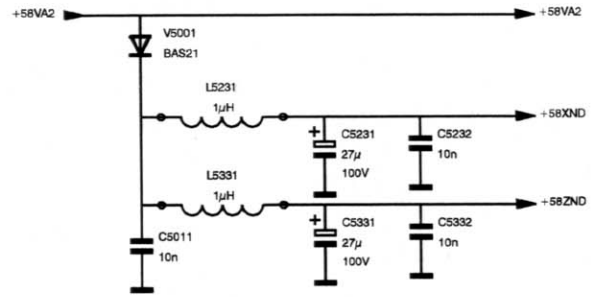 +58VA2
+58VA2
V5001
BAS21
L5231
1µH
+58XND
+
C5231
27µ
100V
C5232
10n
L5331
1µH
+58ZND
+
C5331
27µ
100V
C5332
10n
C5011
10n